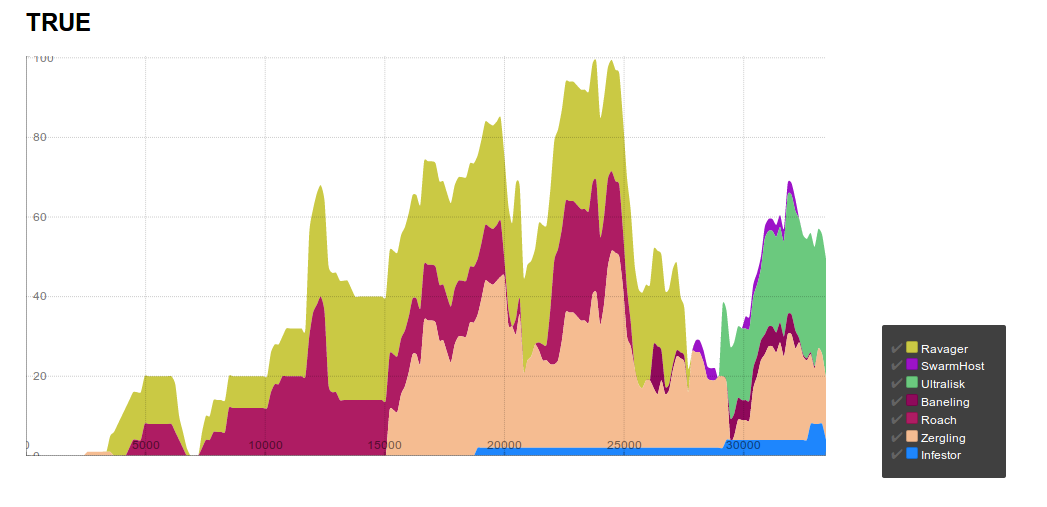 TRUE
100
80
60
40
20
0
0 5000 10000 15000 20000 25000 30000
Ravager
SwarmHost
Ultralisk
Baneling
Roach
Zergling
Infestor